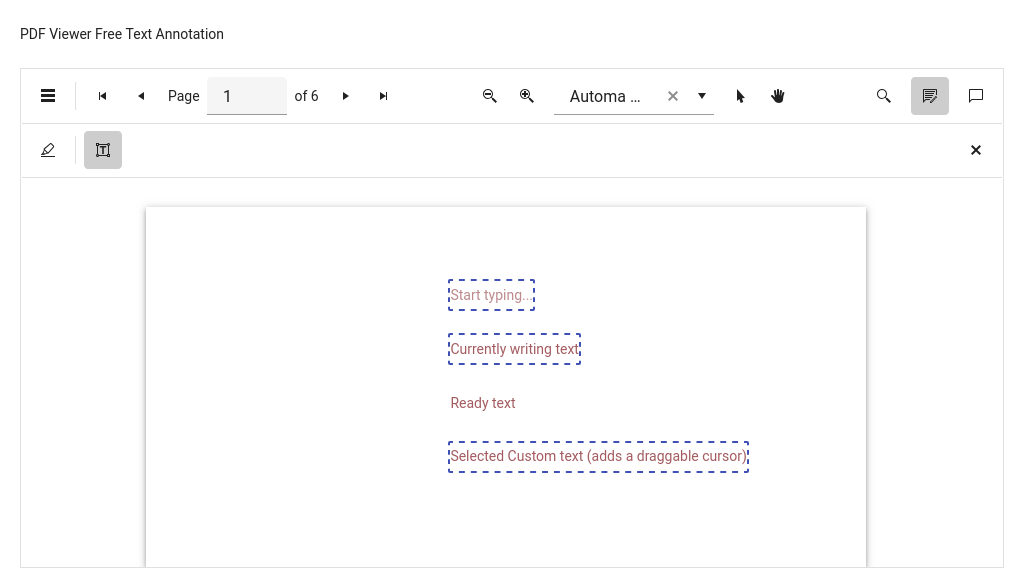 PDF Viewer Free Text Annotation
Page 1 of 6 Automa ...
T
Start typing...
Currently writing text
Ready text
Selected Custom text (adds a draggable cursor)